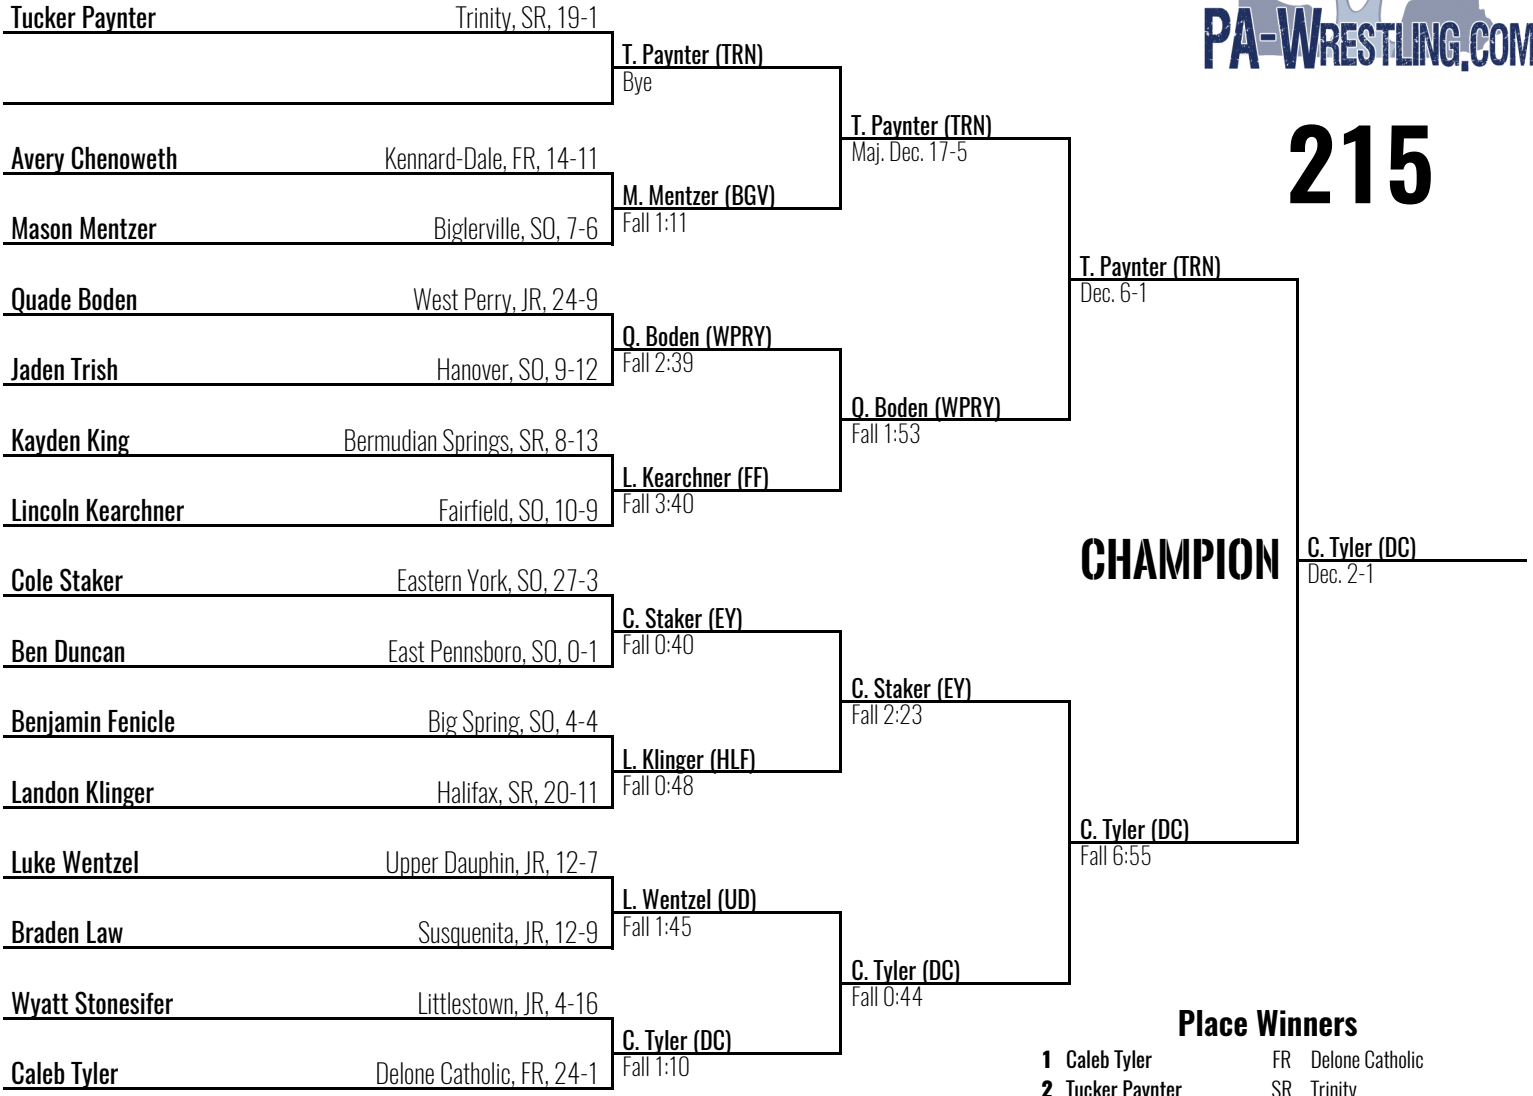 PA-WRESTLING.COM
215
Tucker Paynter Trinity, SR, 19-1
Avery Chenoweth Kennard-Dale, FR, 14-11
Mason Mentzer Biglerville, SO, 7-6
Quade Boden West Perry, JR, 24-9
Jaden Trish Hanover, SO, 9-12
Kayden King Bermudian Springs, SR, 8-13
Lincoln Kearchner Fairfield, SO, 10-9
Cole Staker Eastern York, SO, 27-3
Ben Duncan East Pennsboro, SO, 0-1
Benjamin Fenicle Big Spring, SO, 4-4
Landon Klinger Halifax, SR, 20-11
Luke Wentzel Upper Dauphin, JR, 12-7
Braden Law Susquenita, JR, 12-9
Wyatt Stonesifer Littlestown, JR, 4-16
Caleb Tyler Delone Catholic, FR, 24-1
T. Paynter (TRN)
Bye
M. Mentzer (BGV)
Fall 1:11
Q. Boden (WPRY)
Fall 2:39
L. Kearchner (FF)
Fall 3:40
C. Staker (EY)
Fall 0:40
L. Klinger (HLF)
Fall 0:48
L. Wentzel (UD)
Fall 1:45
C. Tyler (DC)
Fall 1:10
T. Paynter (TRN)
Maj. Dec. 17-5
Q. Boden (WPRY)
Fall 1:53
C. Staker (EY)
Fall 2:23
C. Tyler (DC)
Fall 0:44
T. Paynter (TRN)
Dec. 6-1
C. Tyler (DC)
Fall 6:55
CHAMPION
C. Tyler (DC)
Dec. 2-1
Place Winners
1 Caleb Tyler FR Delone Catholic
2 Tucker Paynter SR Trinity